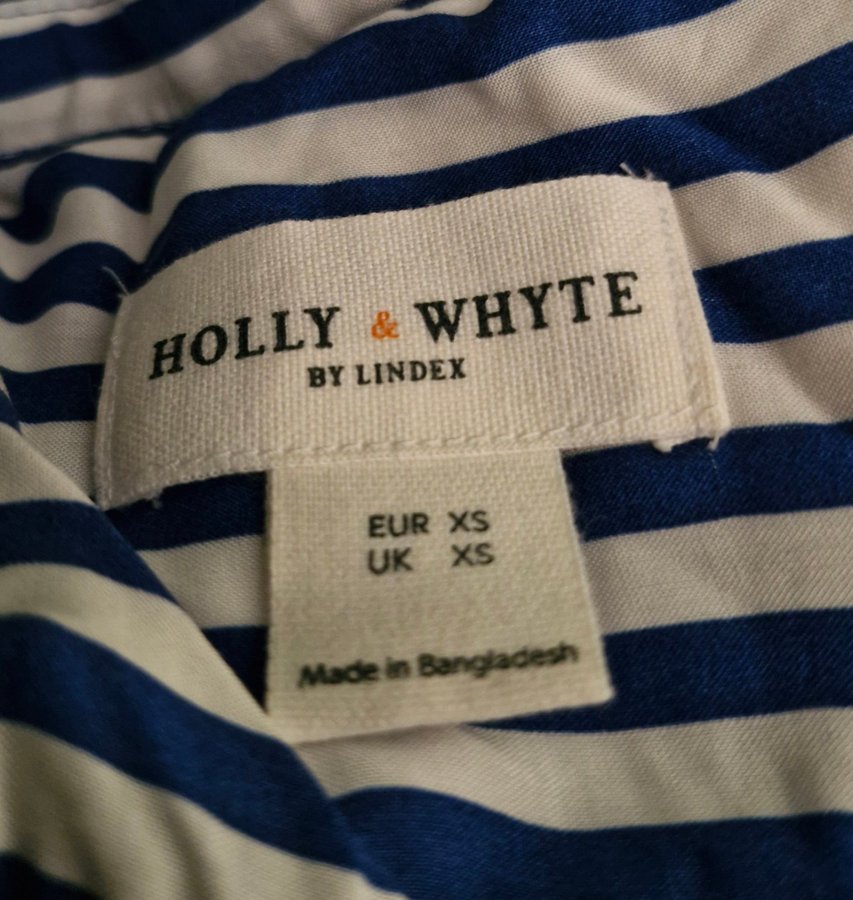 HOLLY & WHYTE
BY LINDEX
EUR XS
UK XS
Made in Bangladesh